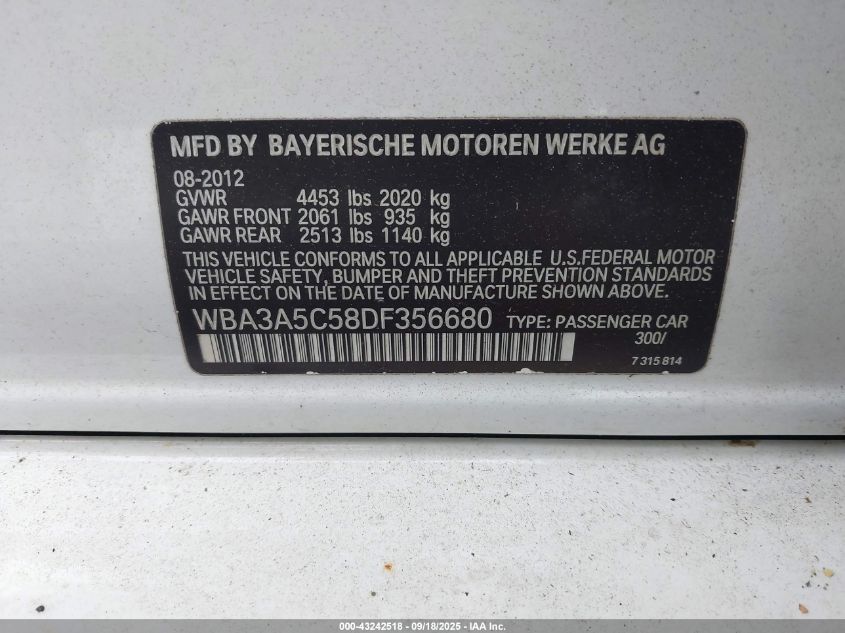 MFD BY BAYERISCHE MOTOREN WERKE AG
08-2012
GVWR 4453 lbs 2020 kg
GAWR FRONT 2061 lbs 935 kg
GAWR REAR 2513 lbs 1140 kg
THIS VEHICLE CONFORMS TO ALL APPLICABLE U.S.FEDERAL MOTOR
VEHICLE SAFETY, BUMPER AND THEFT PREVENTION STANDARDS
IN EFFECT ON THE DATE OF MANUFACTURE SHOWN ABOVE.
WBA3A5C58DF356680 TYPE: PASSENGER CAR
300/
7 315 814
000-43242518 - 09/18/2025 - IAA Inc.